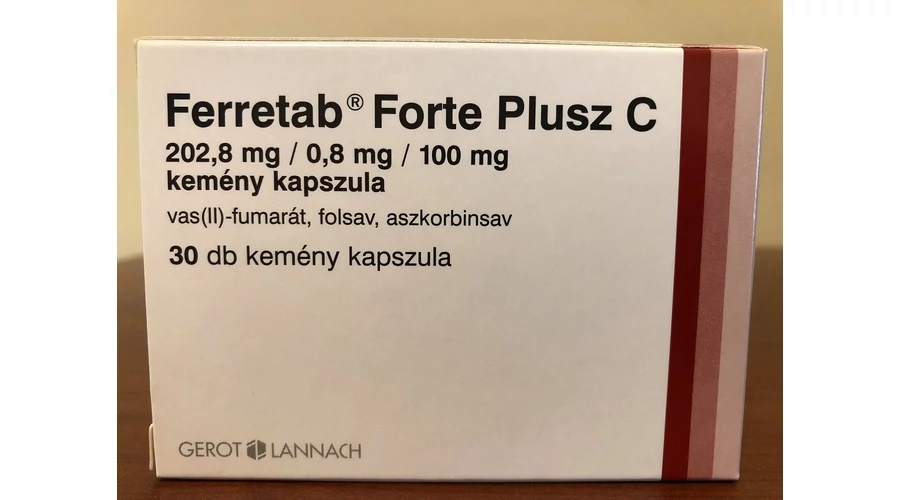 Ferretab® Forte Plusz C
202,8 mg / 0,8 mg / 100 mg
kemény kapszula
vas(II)-fumarát, folsav, aszkorbinsav
30 db kemény kapszula
GEROT LANNACH